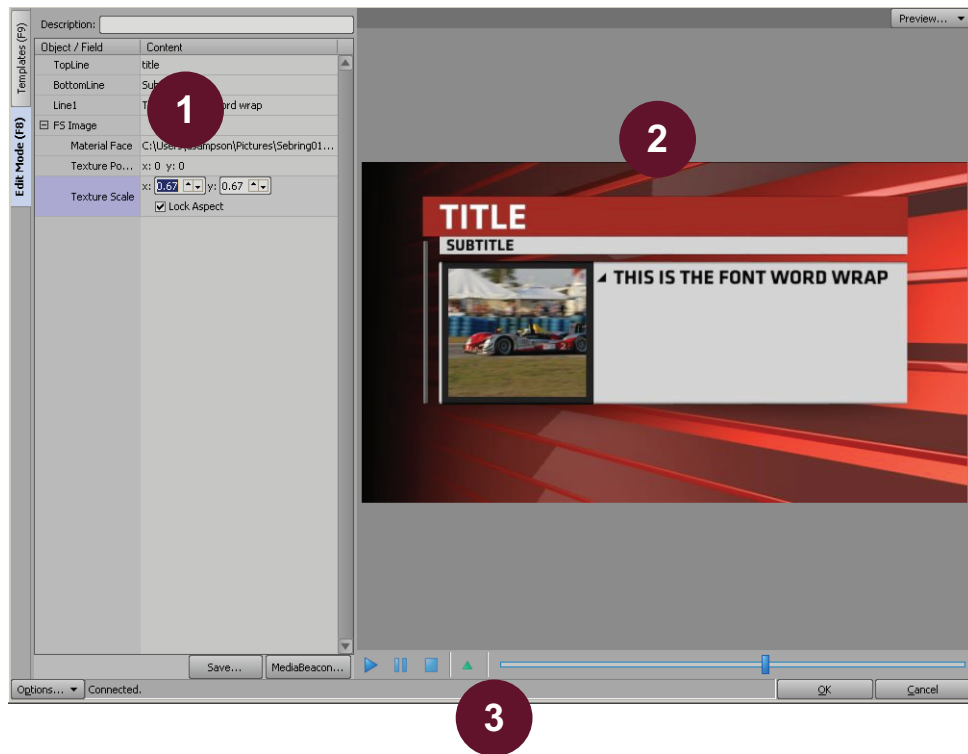 Preview...
Templates (F9)
Edit Mode (F8)
Description:
Object / Field Content
TopLine title
BottomLine
Line1 word wrap
FS Image
Material Face C:\Users\ \Pictures\Sebring01...
Texture Po... x: 0 y: 0
Texture Scale x: 0.67 y: 0.67
Lock Aspect
1
2
TITLE
SUBTITLE
THIS IS THE FONT WORD WRAP
2
Save... MediaBeacon...
Options... Connected.
OK Cancel
3